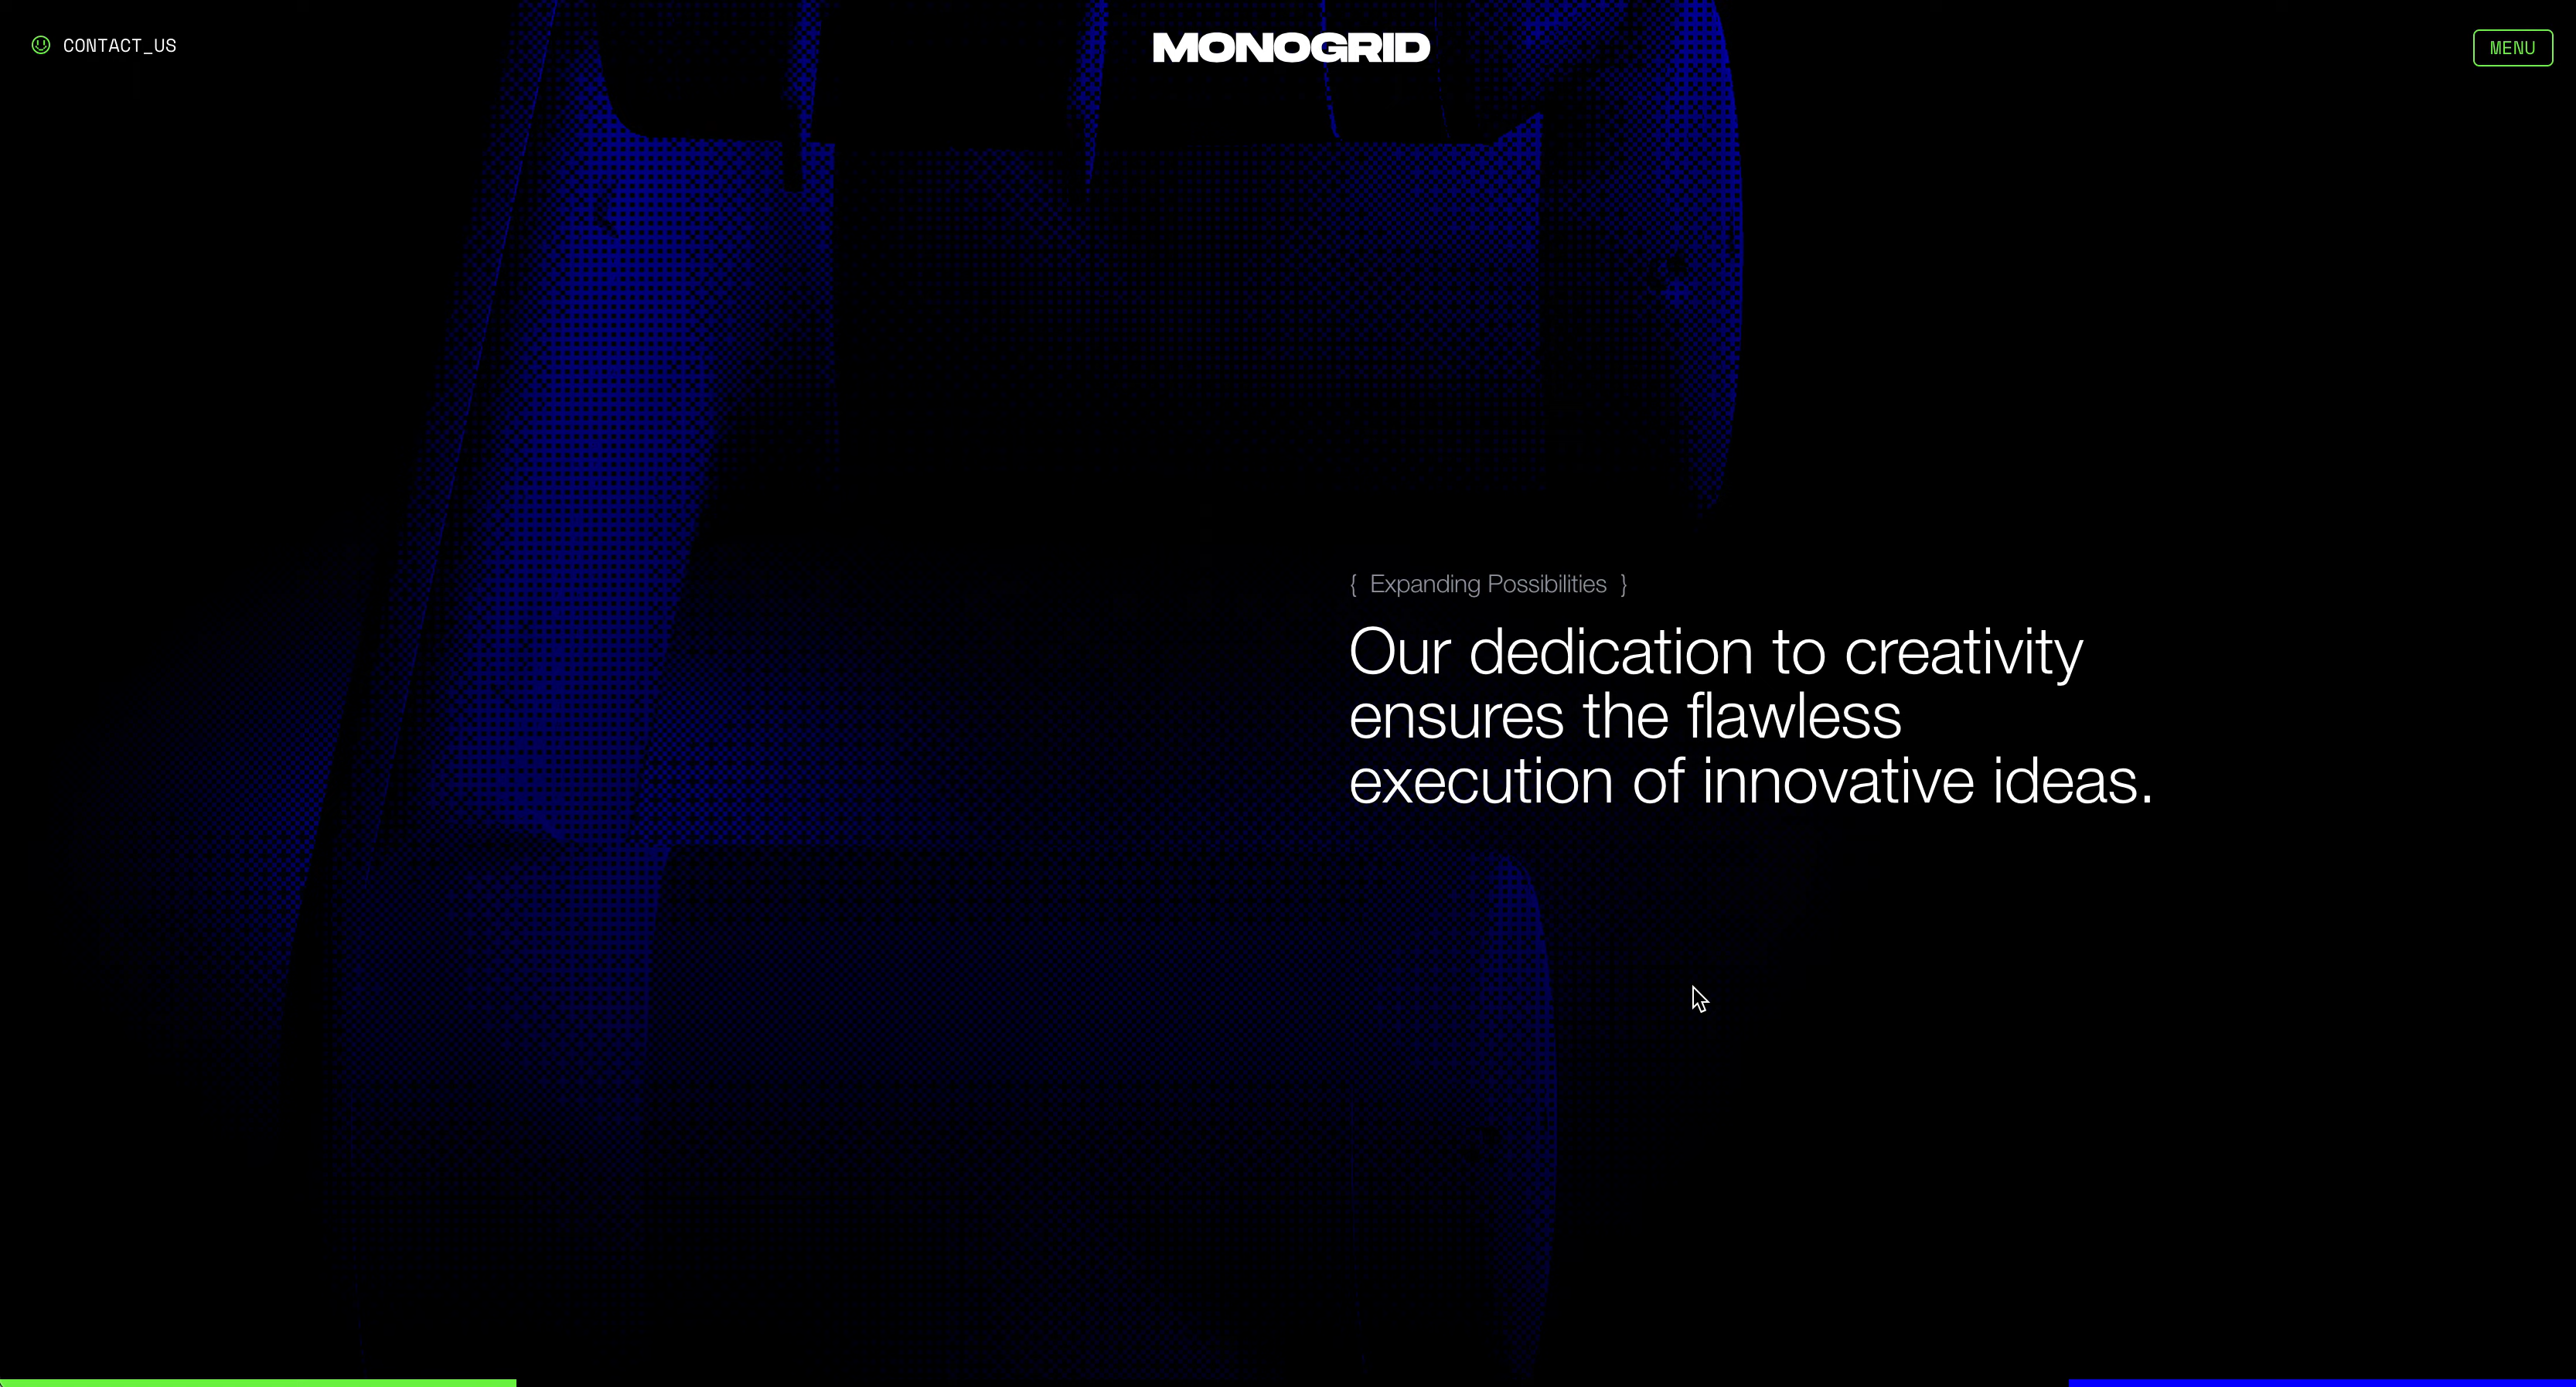 CONTACT_US
MONOGRID
MENU
{ Expanding Possibilities }
Our dedication to creativity
ensures the flawless
execution of innovative ideas.